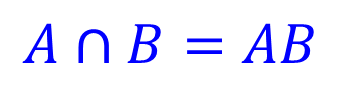 A ∩ B = AB